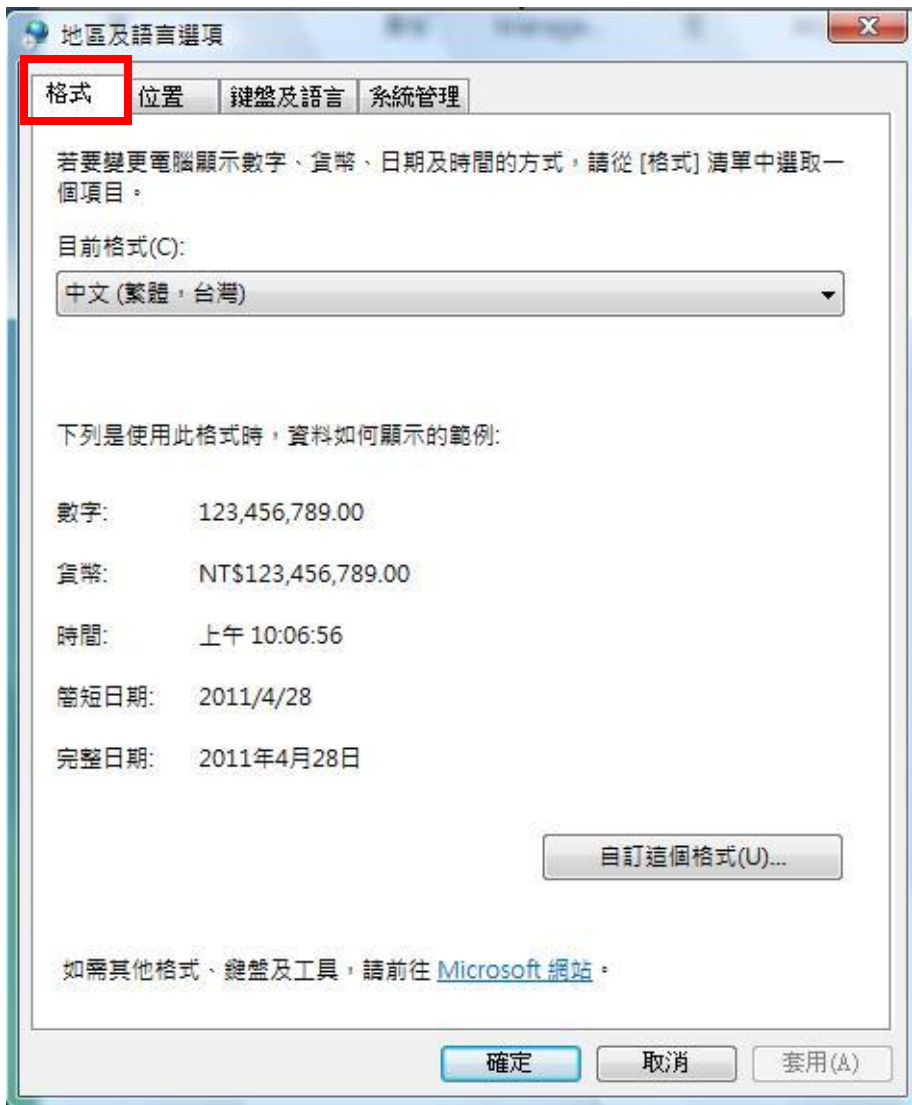 地區及語言選項
格式 位置 鍵盤及語言 系統管理
若要變更電腦顯示數字、貨幣、日期及時間的方式，請從 [格式] 清單中選取一
個項目。
目前格式(C):
中文 (繁體，台灣)
下列是使用此格式時，資料如何顯示的範例:
數字: 123,456,789.00
貨幣: NT$123,456,789.00
時間: 上午 10:06:56
簡短日期: 2011/4/28
完整日期: 2011年4月28日
自訂這個格式(U)...
如需其他格式、鍵盤及工具，請前往 Microsoft 網站。
確定 取消 套用(A)